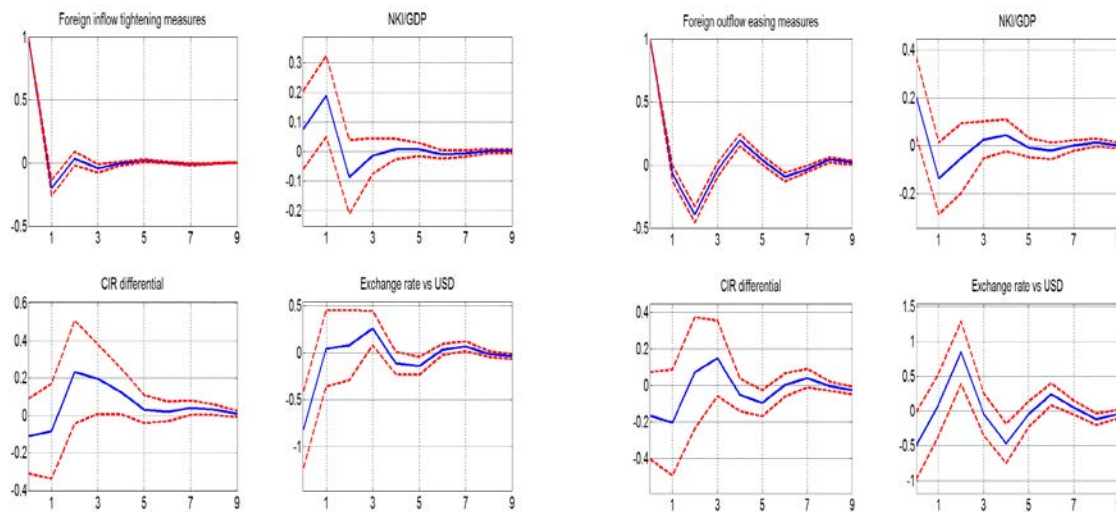 Foreign inflow tightening measures
1
0.5
0
-0.5
1 3 5 7 9
NKI/GDP
0.3
0.2
0.1
0
-0.1
-0.2
1 3 5 7 9
Foreign outflow easing measures
1
0.5
0
-0.5
1 3 5 7 9
NKI/GDP
0.4
0.2
0
-0.2
1 3 5 7 9
CIR differential
0.6
0.4
0.2
0
-0.2
-0.4
1 3 5 7 9
Exchange rate vs USD
0.5
0
-0.5
-1
1 3 5 7 9
CIR differential
0.4
0.2
0
-0.2
0.4
1 3 5 7 9
Exchange rate vs USD
1.5
1
0.5
0
-0.5
-1
1 3 5 7 9